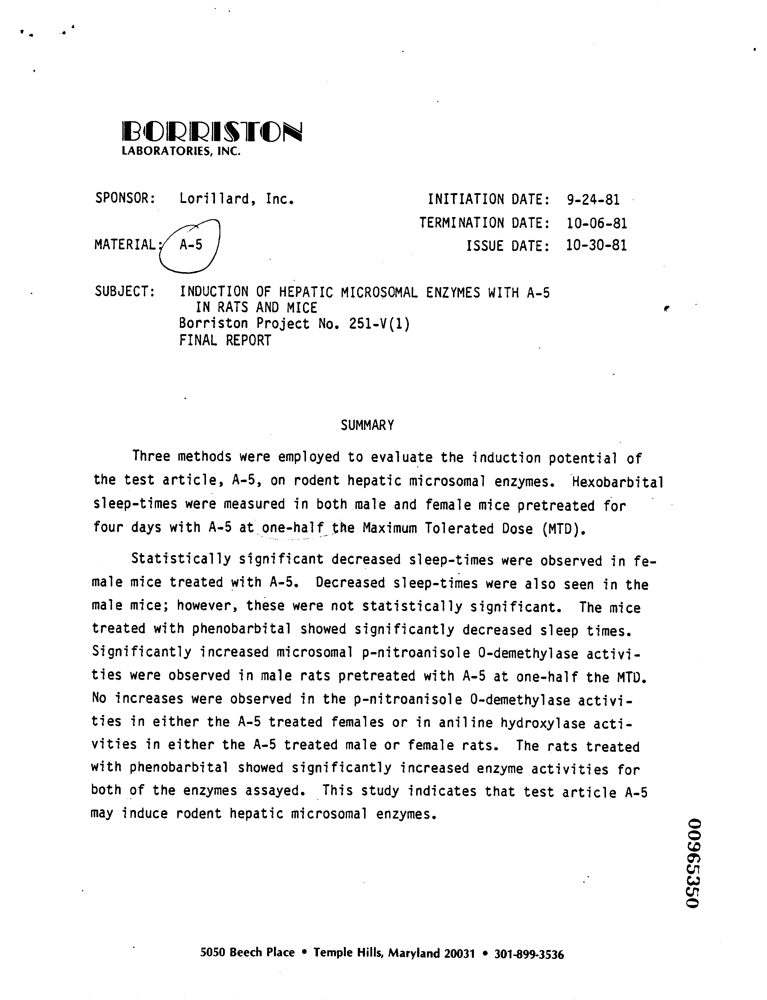 BORRISTON
LABORATORIES, INC.
SPONSOR: Lorillard, Inc. INITIATION DATE: 9-24-81
TERMINATION DATE: 10-06-81
MATERIAL: A-5 ISSUE DATE: 10-30-81
SUBJECT: INDUCTION OF HEPATIC MICROSOMAL ENZYMES WITH A-5
IN RATS AND MICE
Borriston Project No. 251-V(1)
FINAL REPORT
SUMMARY
Three methods were employed to evaluate the induction potential of
the test article, A-5, on rodent hepatic microsomal enzymes. Hexobarbital
sleep-times were measured in both male and female mice pretreated for
four days with A-5 at one-half the Maximum Tolerated Dose (MTD).
Statistically significant decreased sleep-times were observed in fe-
male mice treated with A-5. Decreased sleep-times were also seen in the
male mice; however, these were not statistically significant. The mice
treated with phenobarbital showed significantly decreased sleep times.
Significantly increased microsomal p-nitroanisole O-demethylase activi-
ties were observed in male rats pretreated with A-5 at one-half the MTD.
No increases were observed in the p-nitroanisole O-demethylase activi-
ties in either the A-5 treated females or in aniline hydroxylase acti-
vities in either the A-5 treated male or female rats. The rats treated
with phenobarbital showed significantly increased enzyme activities for
both of the enzymes assayed. This study indicates that test article A-5
may induce rodent hepatic microsomal enzymes.
00965350
5050 Beech Place • Temple Hills, Maryland 20031 • 301-899-3536